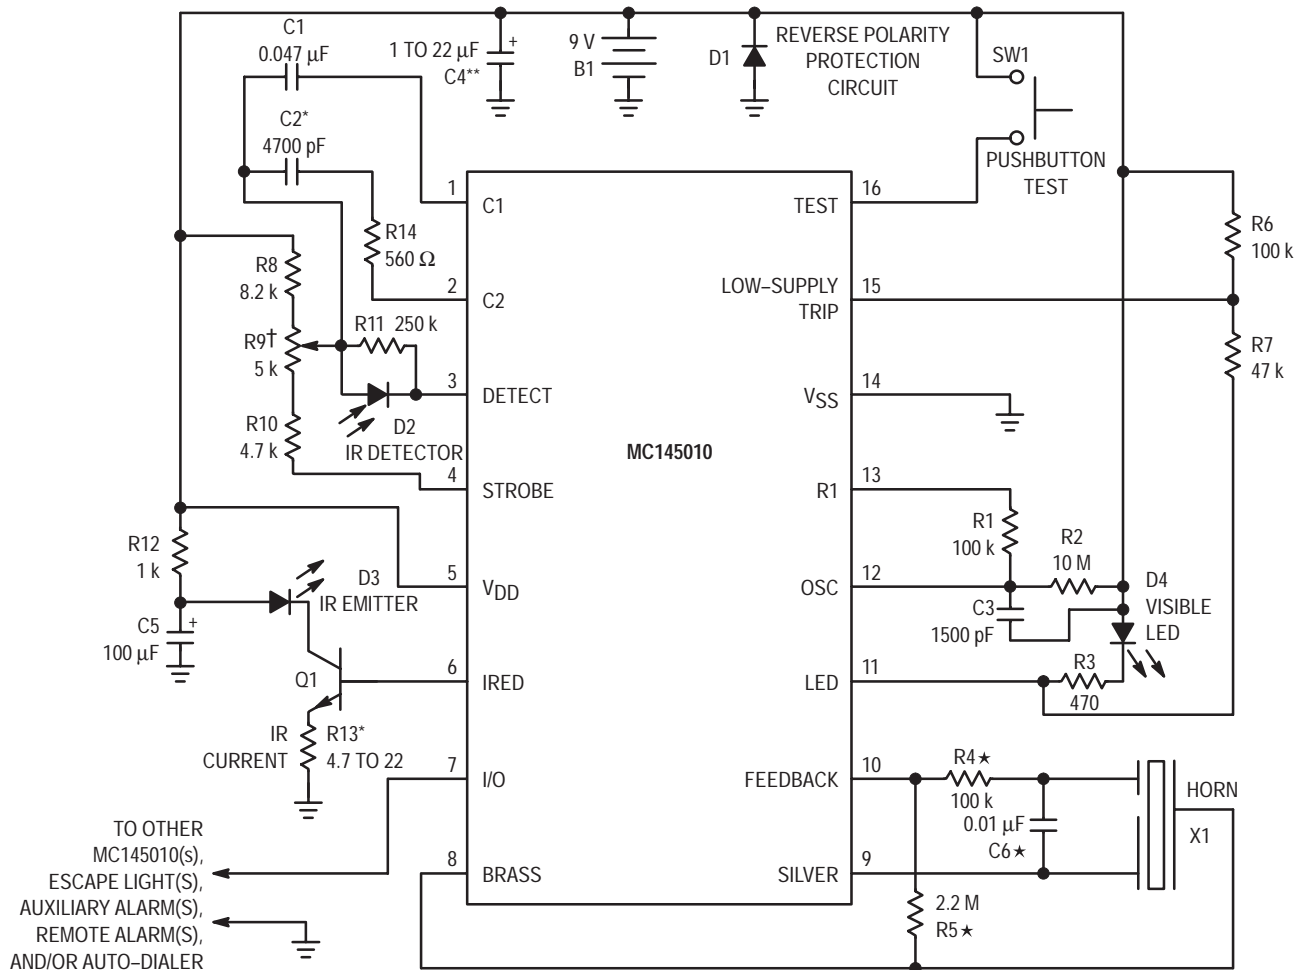 C1
0.047 µF
1 TO 22 µF
+
C4**
9 V
B1
D1
REVERSE POLARITY
PROTECTION
CIRCUIT
SW1
PUSHBUTTON
TEST
C2*
4700 pF
R14
560 Ω
R8
8.2 k
R9†
5 k
R11 250 k
R10
4.7 k
D2
IR DETECTOR
R12
1 k
D3
IR EMITTER
C5
+
100 µF
Q1
IR
CURRENT
R13*
4.7 TO 22
TO OTHER
MC145010(s),
ESCAPE LIGHT(S),
AUXILIARY ALARM(S),
REMOTE ALARM(S),
AND/OR AUTO–DIALER
MC145010
1
C1
2
C2
3
DETECT
4
STROBE
5
VDD
6
IRED
7
I/O
8
BRASS
16
TEST
15
LOW–SUPPLY
TRIP
14
VSS
13
R1
12
OSC
11
LED
10
FEEDBACK
9
SILVER
R6
100 k
R7
47 k
R1
100 k
R2
10 M
C3
1500 pF
D4
VISIBLE
LED
R3
470
R4★
100 k
0.01 µF
C6★
HORN
X1
2.2 M
R5★